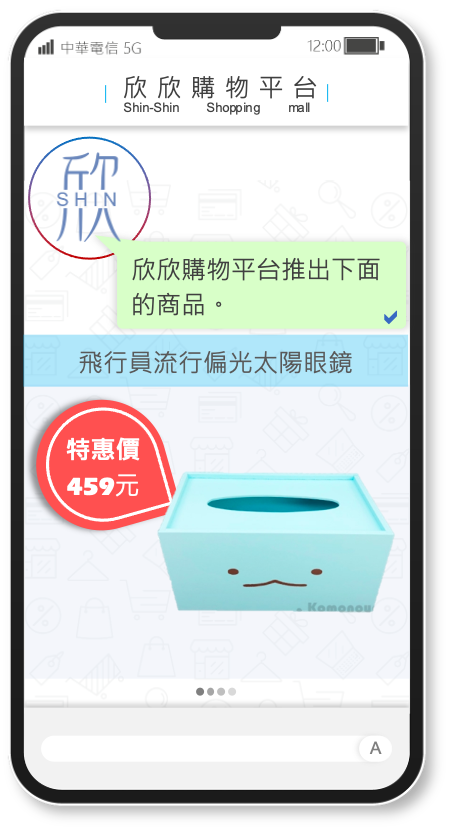 中華電信 5G
12:00
欣欣購物平台
Shin-Shin Shopping mall
欣
SHIN
欣欣購物平台推出下面
的商品。
飛行員流行偏光太陽眼鏡
特惠價
459元
Komonou
A